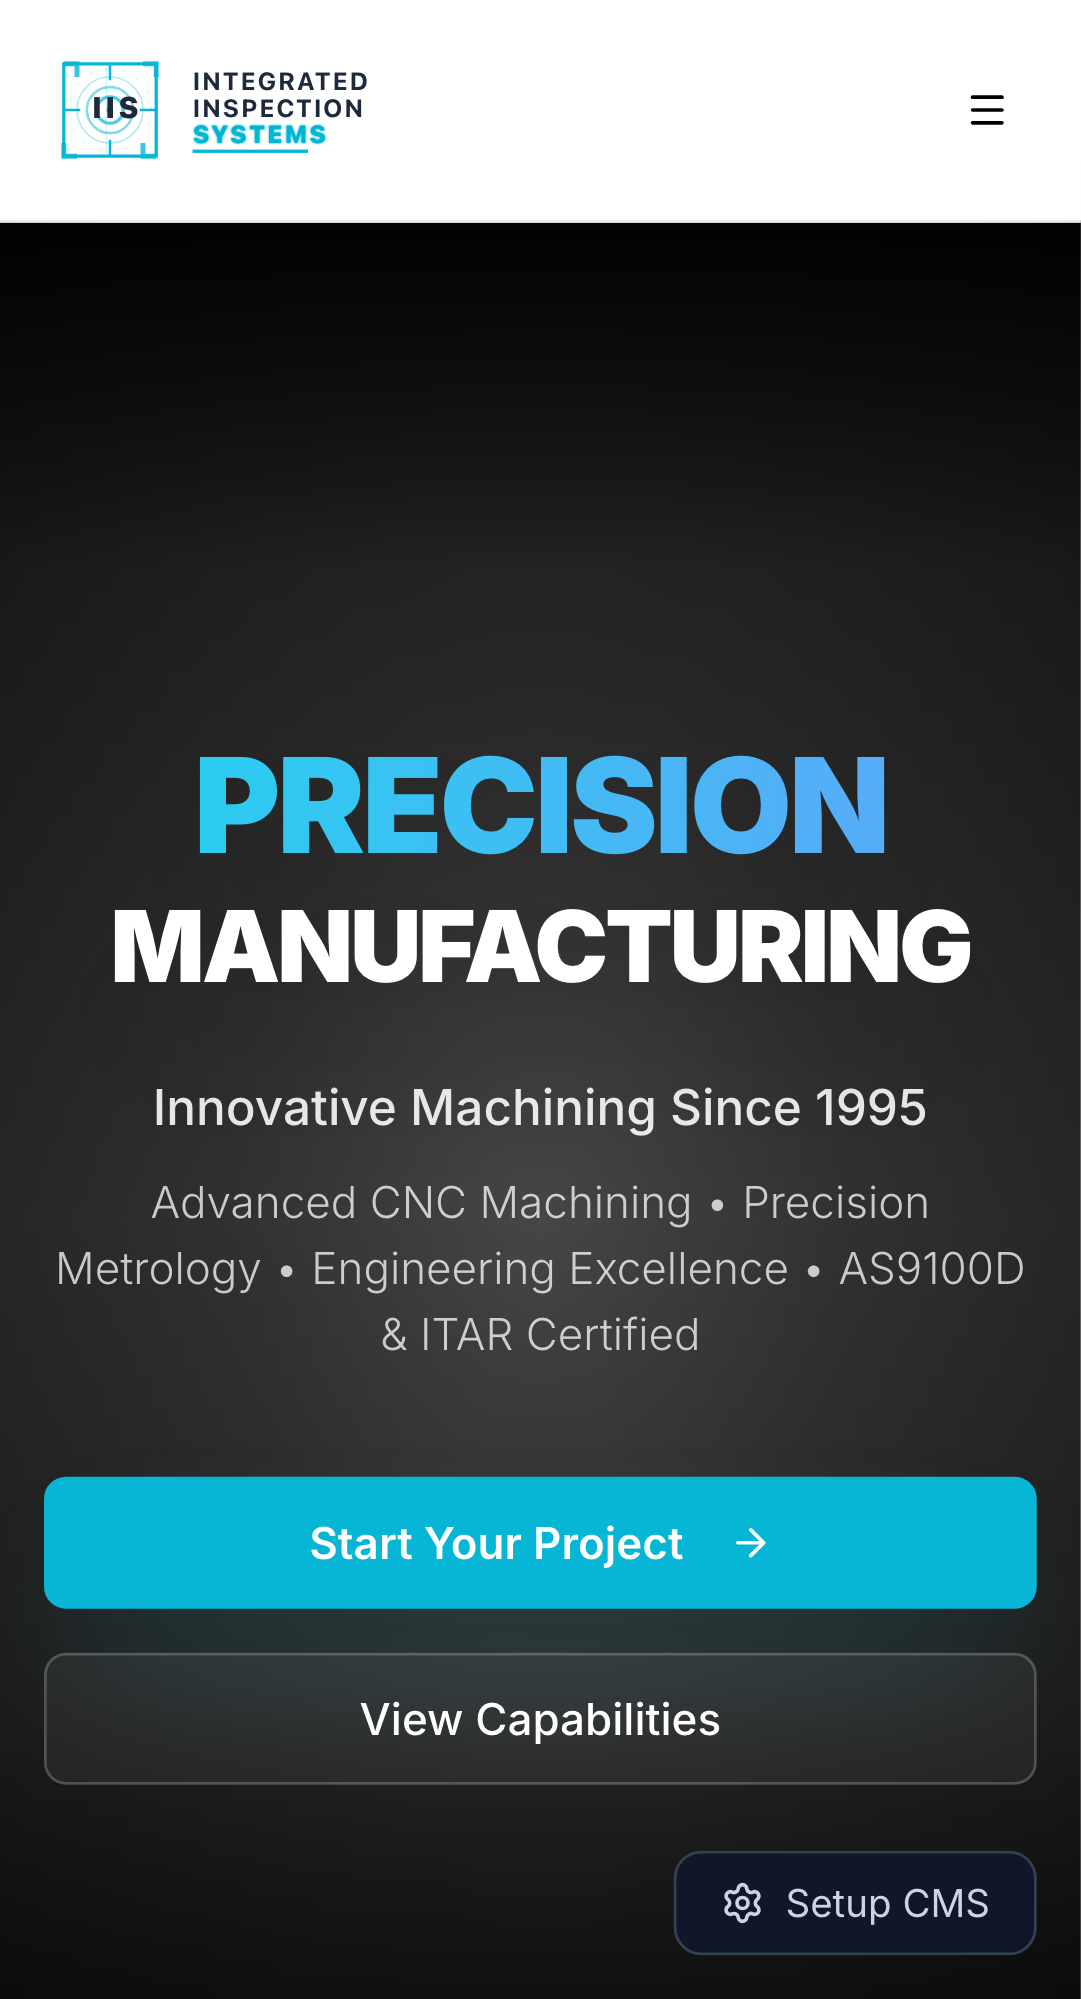 IIS
INTEGRATED
INSPECTION
SYSTEMS
PRECISION
MANUFACTURING
Innovative Machining Since 1995
Advanced CNC Machining • Precision
Metrology • Engineering Excellence • AS9100D
& ITAR Certified
Start Your Project →
View Capabilities
Setup CMS